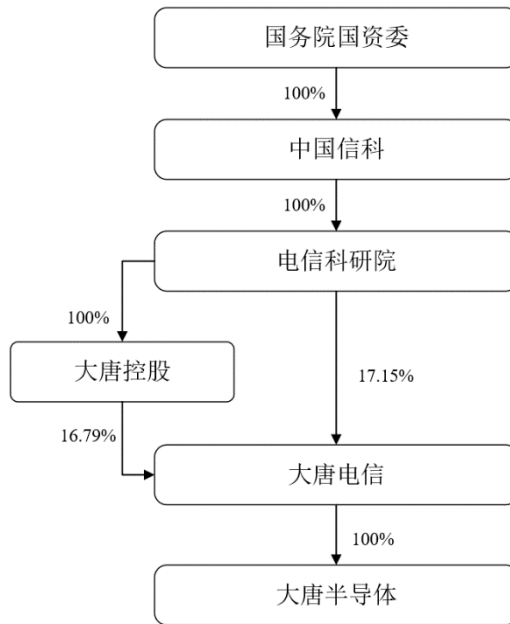 国务院国资委
100%
中国信科
100%
电信科研院
100%
大唐控股
17.15%
16.79%
大唐电信
100%
大唐半导体